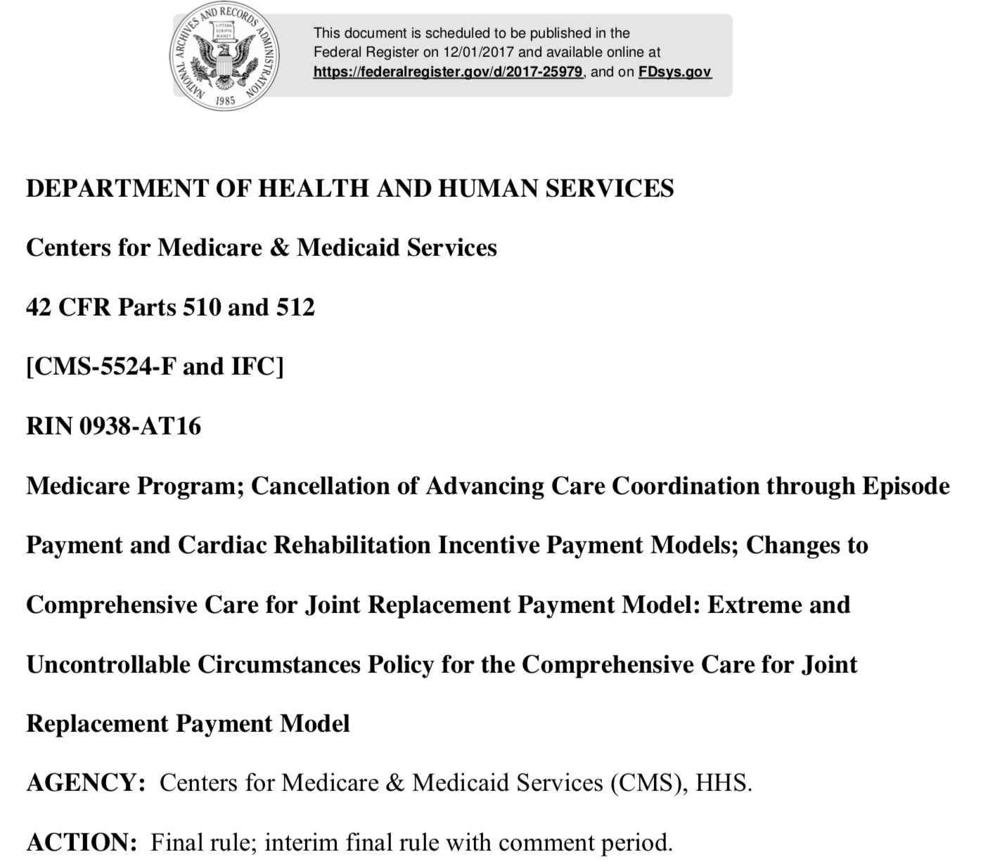 NATIONAL ARCHIVES AND RECORDS ADMINISTRATION
LITTERA
SCRIPTA
MANET
1985
This document is scheduled to be published in the
Federal Register on 12/01/2017 and available online at
https://federalregister.gov/d/2017-25979, and on FDsys.gov
DEPARTMENT OF HEALTH AND HUMAN SERVICES
Centers for Medicare & Medicaid Services
42 CFR Parts 510 and 512
[CMS-5524-F and IFC]
RIN 0938-AT16
Medicare Program; Cancellation of Advancing Care Coordination through Episode
Payment and Cardiac Rehabilitation Incentive Payment Models; Changes to
Comprehensive Care for Joint Replacement Payment Model: Extreme and
Uncontrollable Circumstances Policy for the Comprehensive Care for Joint
Replacement Payment Model
AGENCY: Centers for Medicare & Medicaid Services (CMS), HHS.
ACTION: Final rule; interim final rule with comment period.